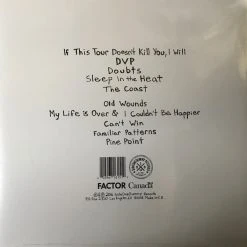 If This Tour Doesn't Kill You, I Will
DVP
Doubts
Sleep in the Heat
The Coast
Old Wounds
My Life is Over & I Couldn't Be Happier
Can't Win
Familiar Patterns
Pine Point
FACTOR Canada